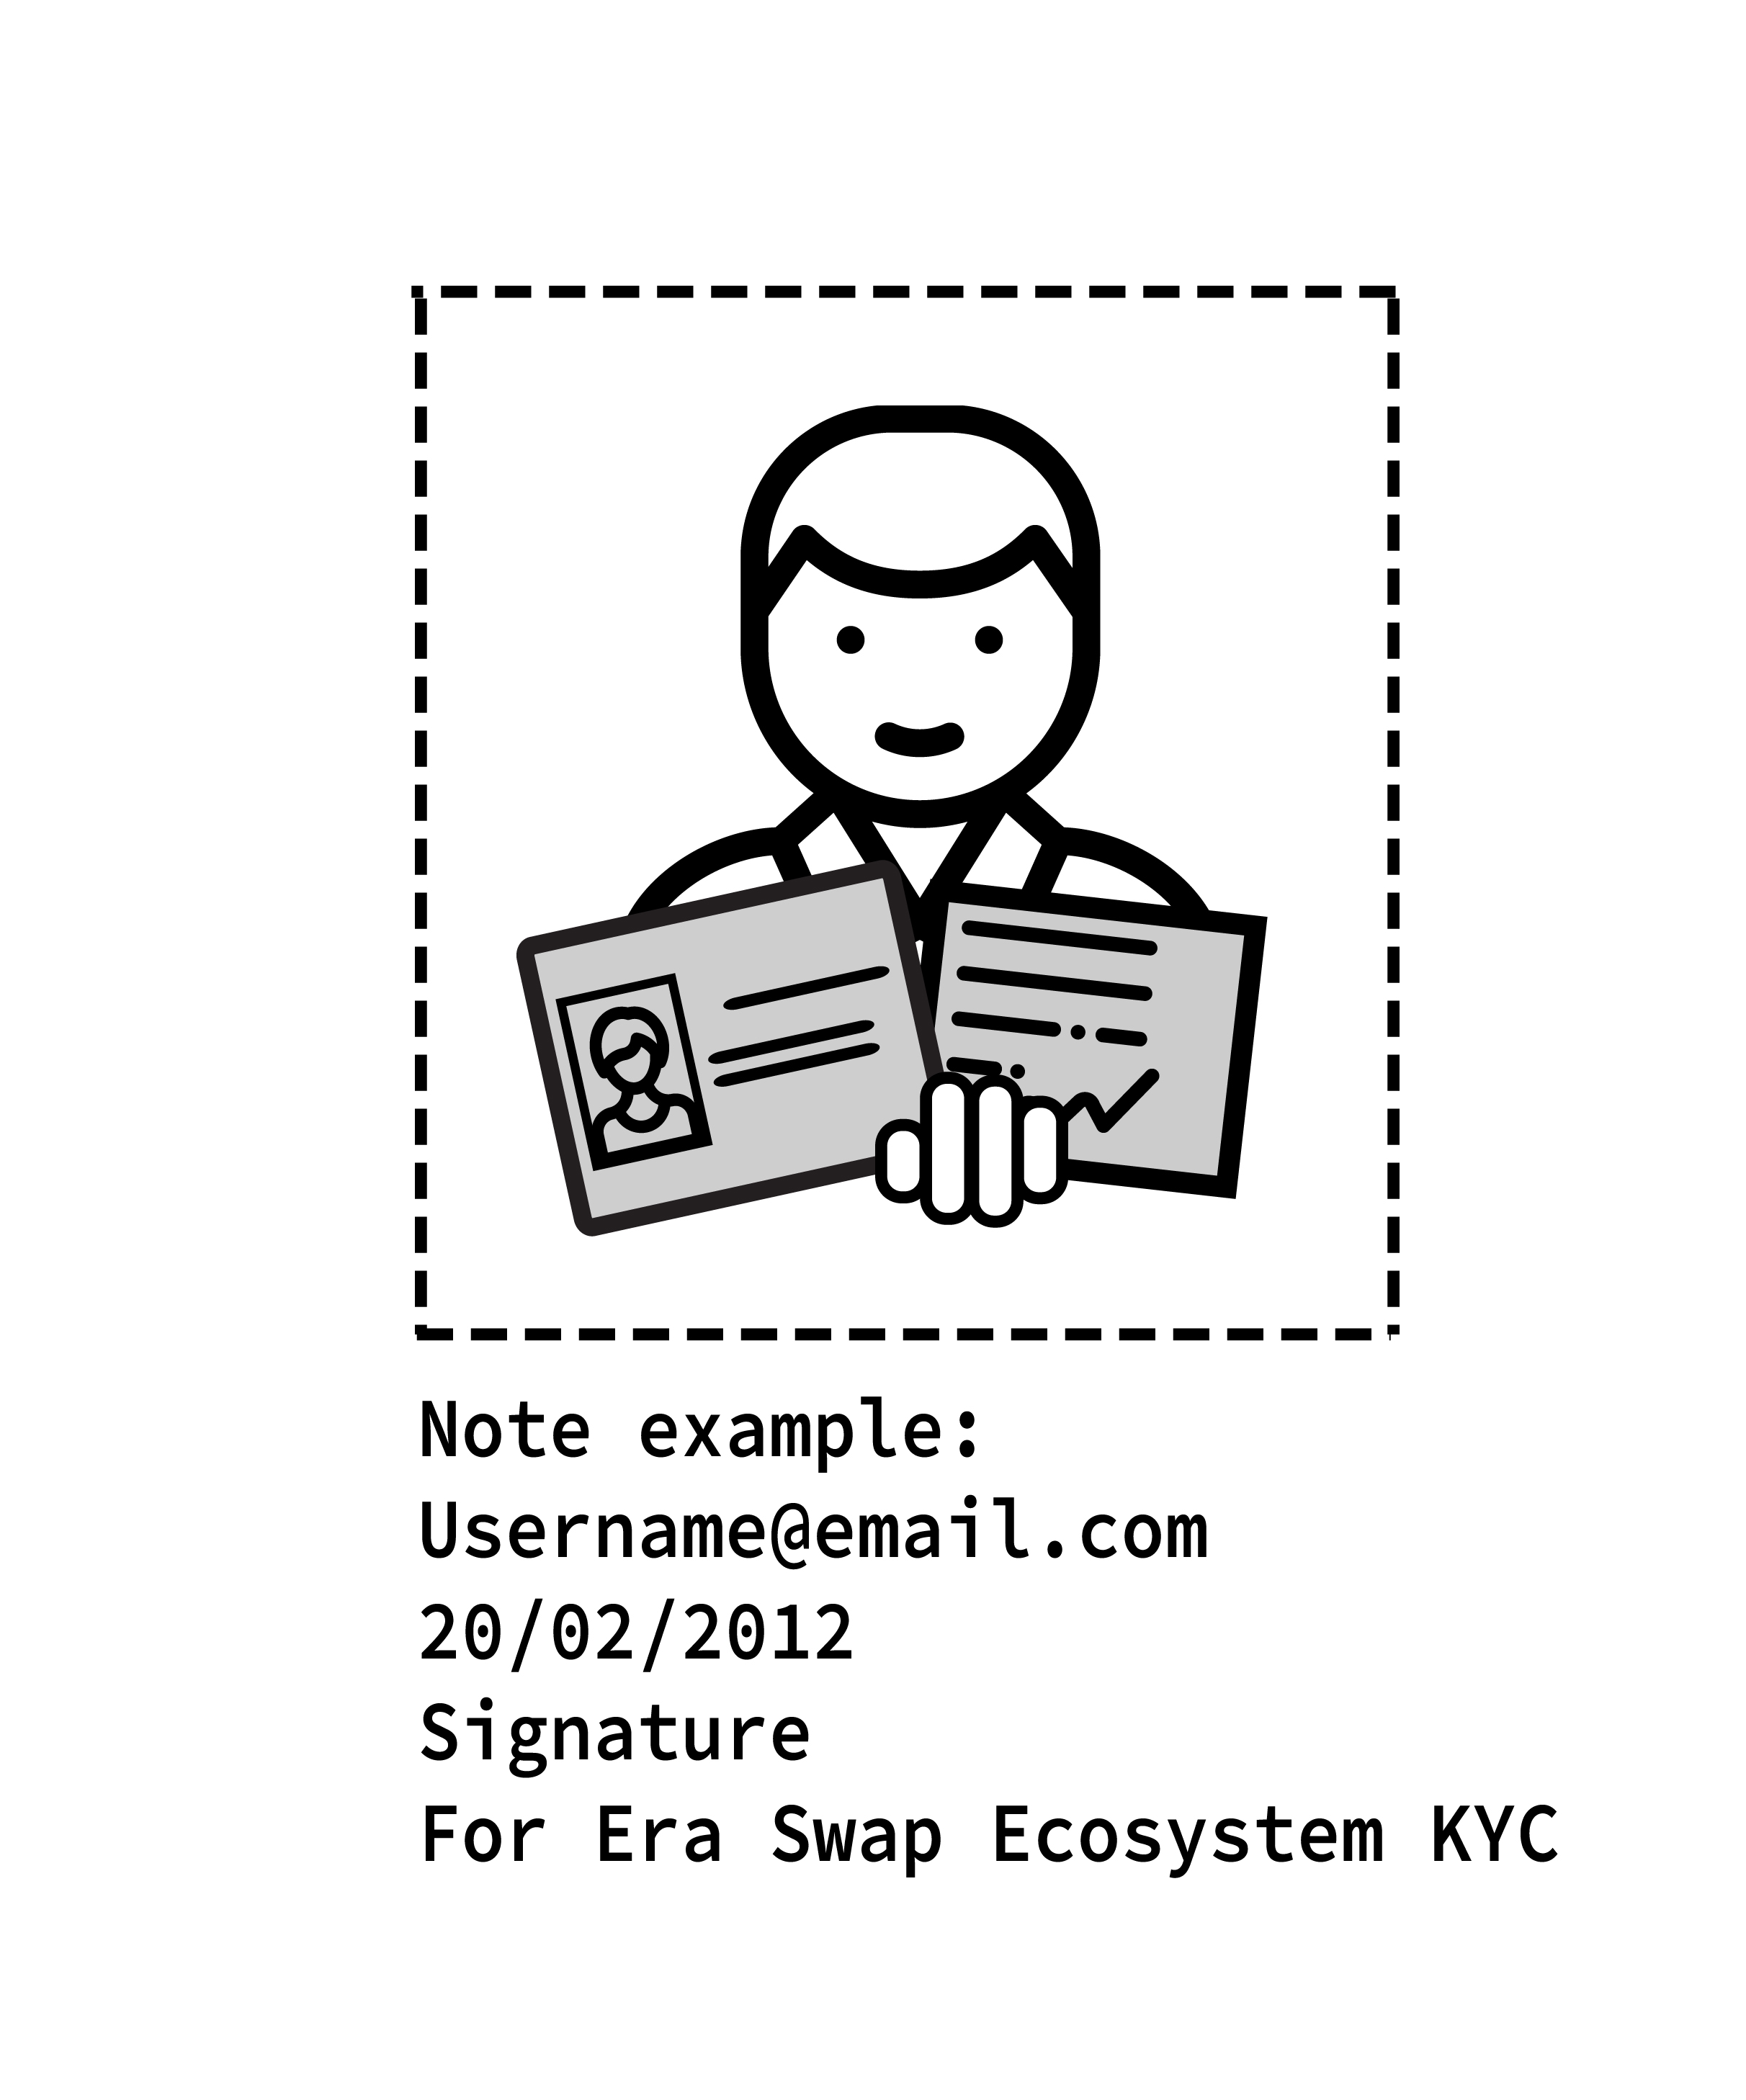 Note example:
Username@email.com
20/02/2012
Signature
For Era Swap Ecosystem KYC